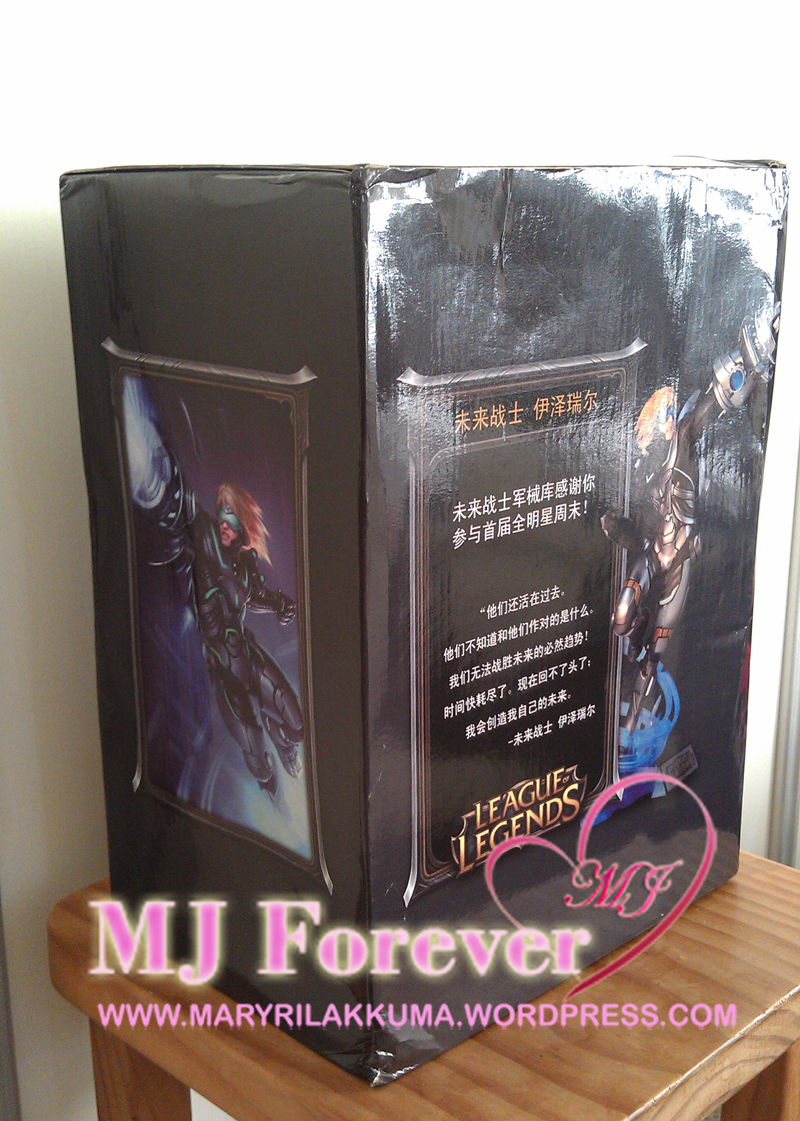 未来战士 伊泽瑞尔
未来战士军械库感谢你
参与首届全明星周末！
“他们还活在过去。
他们不知道和他们作对的是什么。
我们无法战胜未来的必然趋势！
时间快耗尽了。现在回不了头了；
我会创造我自己的未来。
-未来战士 伊泽瑞尔
LEAGUE OF
LEGENDS
MJ
MJ Forever
WWW.MARYRILAKKUMA.WORDPRESS.COM